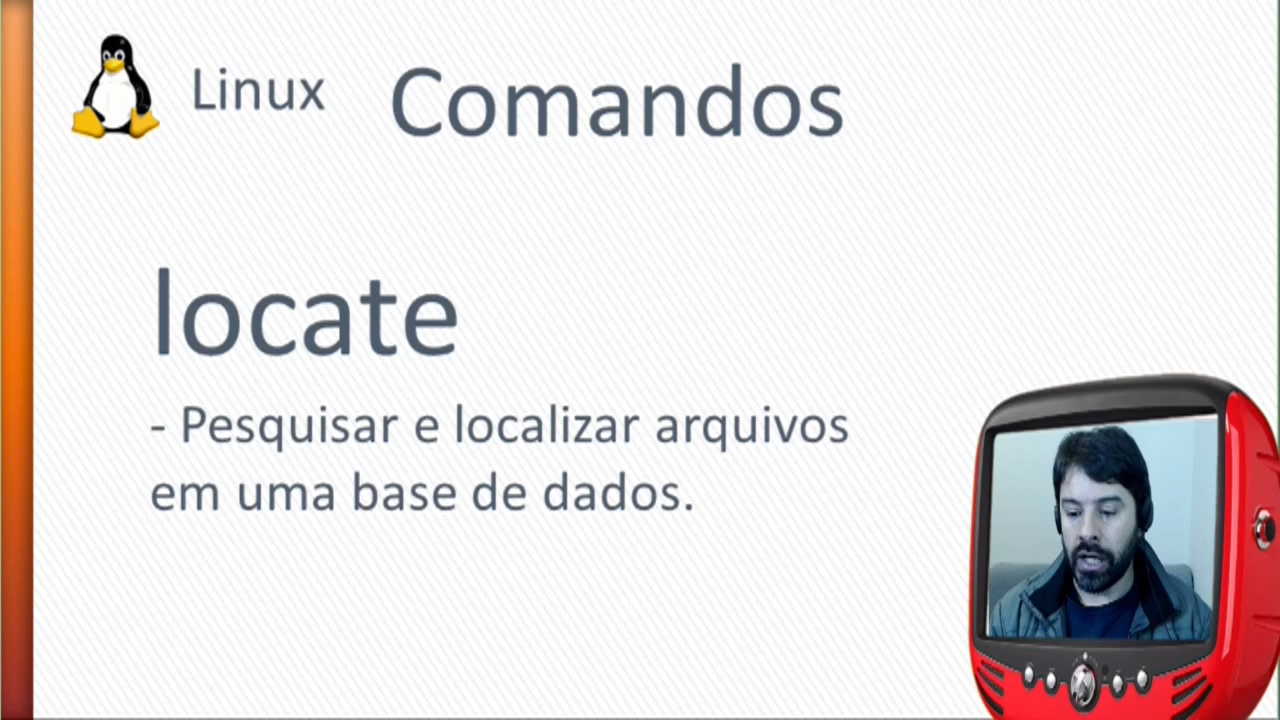 Linux
Comandos
locate
- Pesquisar e localizar arquivos
em uma base de dados.